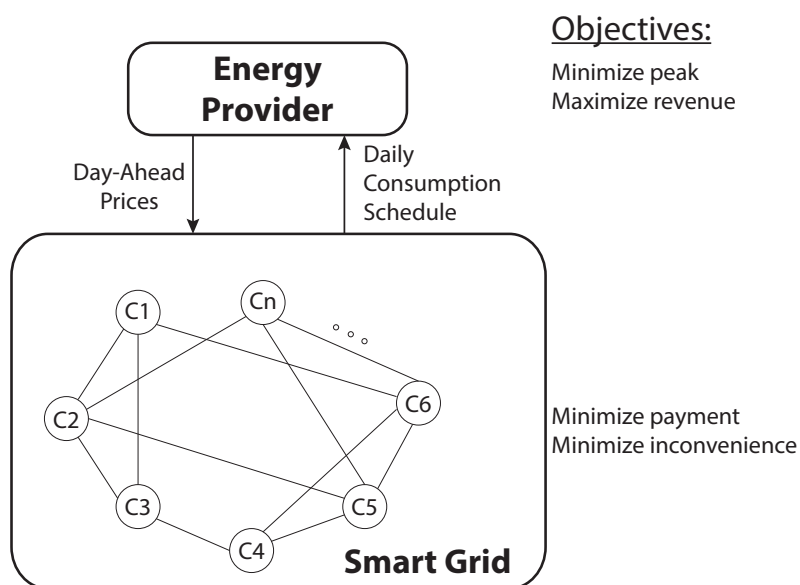 Objectives:
Minimize peak
Maximize revenue
Energy
Provider
Day-Ahead
Prices
Daily
Consumption
Schedule
C1
Cn
C2
C6
C3
C5
C4
Minimize payment
Minimize inconvenience
Smart Grid